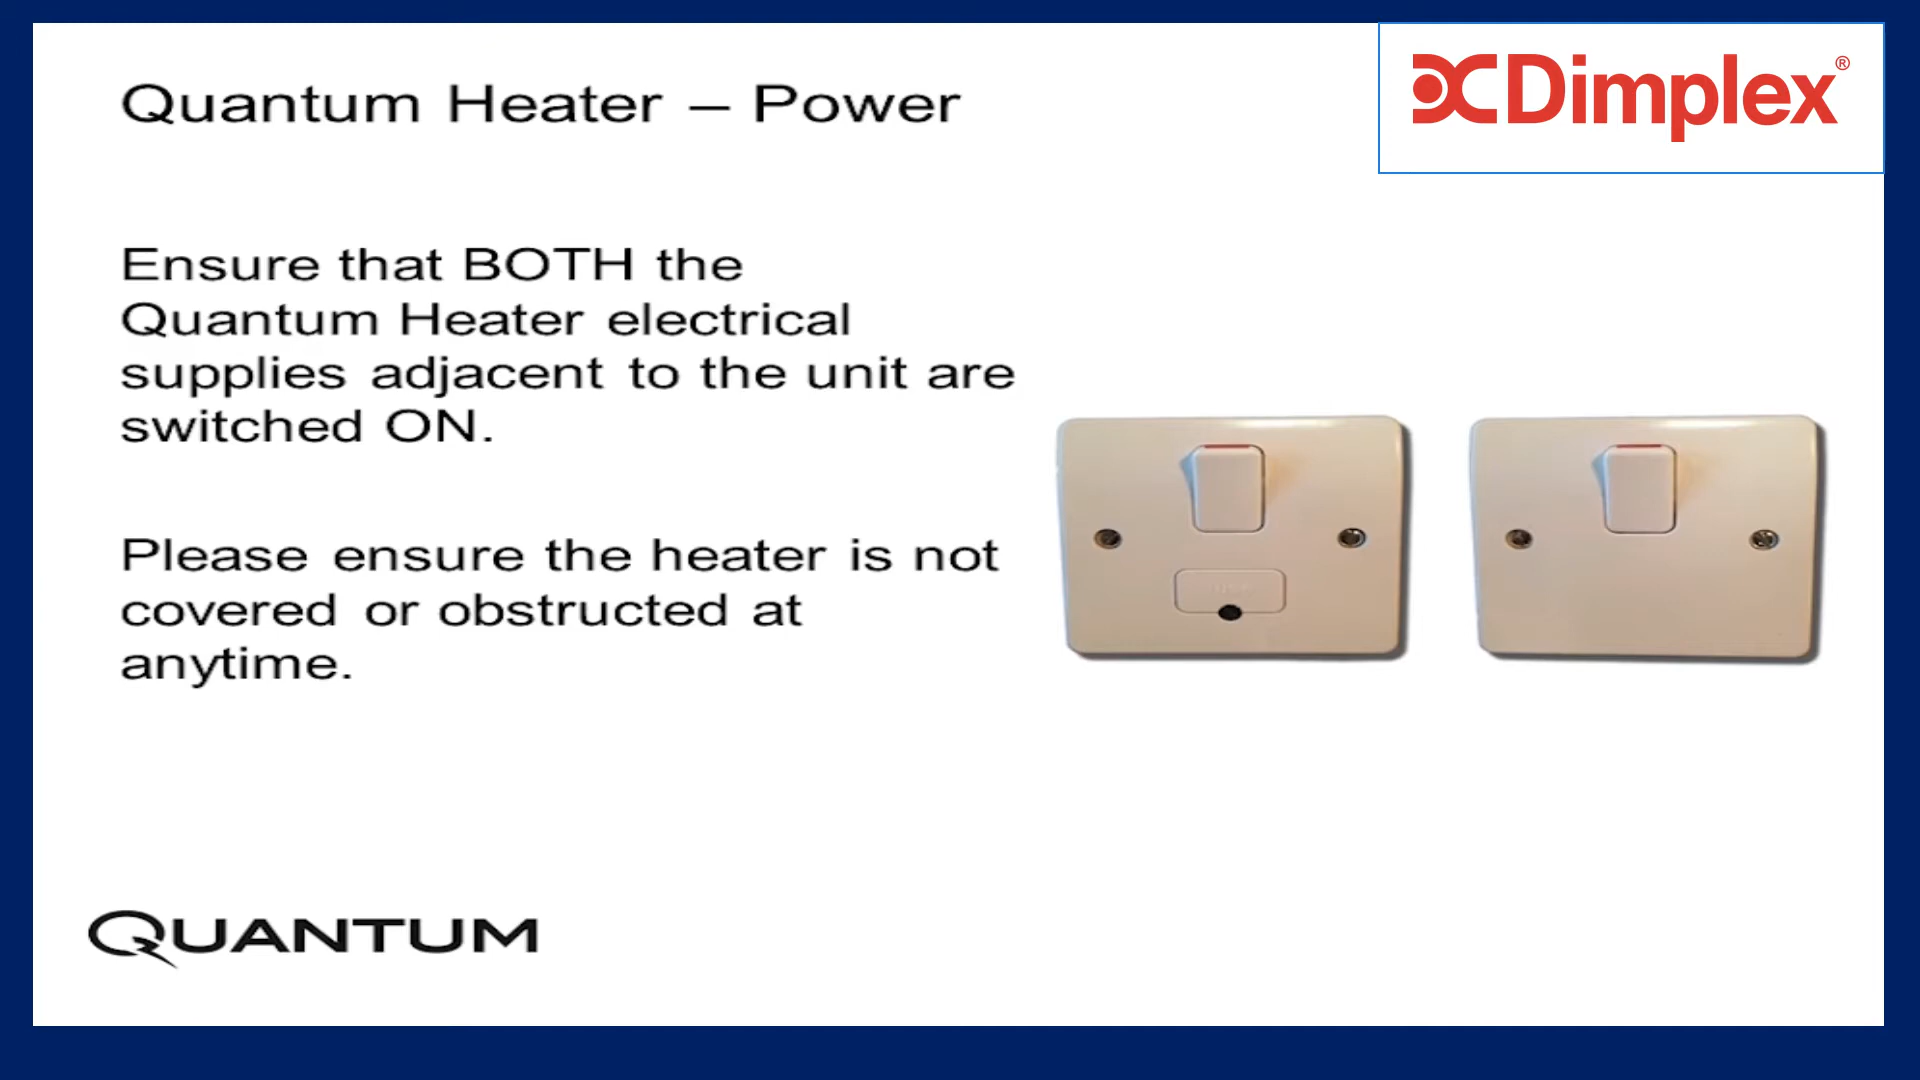 Quantum Heater – Power
Dimplex®
Ensure that BOTH the
Quantum Heater electrical
supplies adjacent to the unit are
switched ON.
Please ensure the heater is not
covered or obstructed at
anytime.
QUANTUM